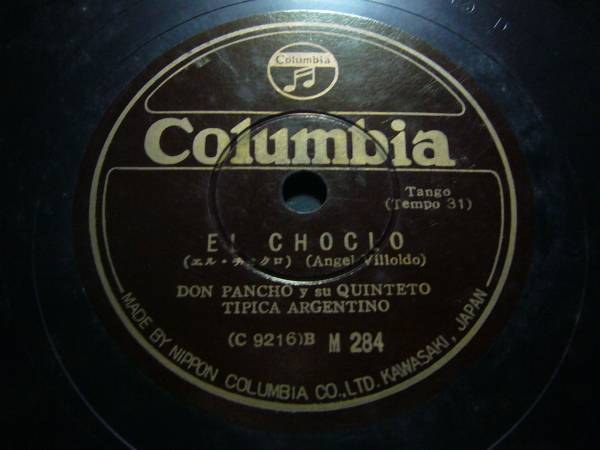 Columbia
Columbia
Tango
(Tempo 31)
EL CHOCLO
(エル・チョクロ) (Angel Villoldo)
DON PANCHO y su QUINTETO
TIPICA ARGENTINO
(C 9216)B M 284
MADE BY NIPPON COLUMBIA CO.,LTD. KAWASAKI, JAPAN